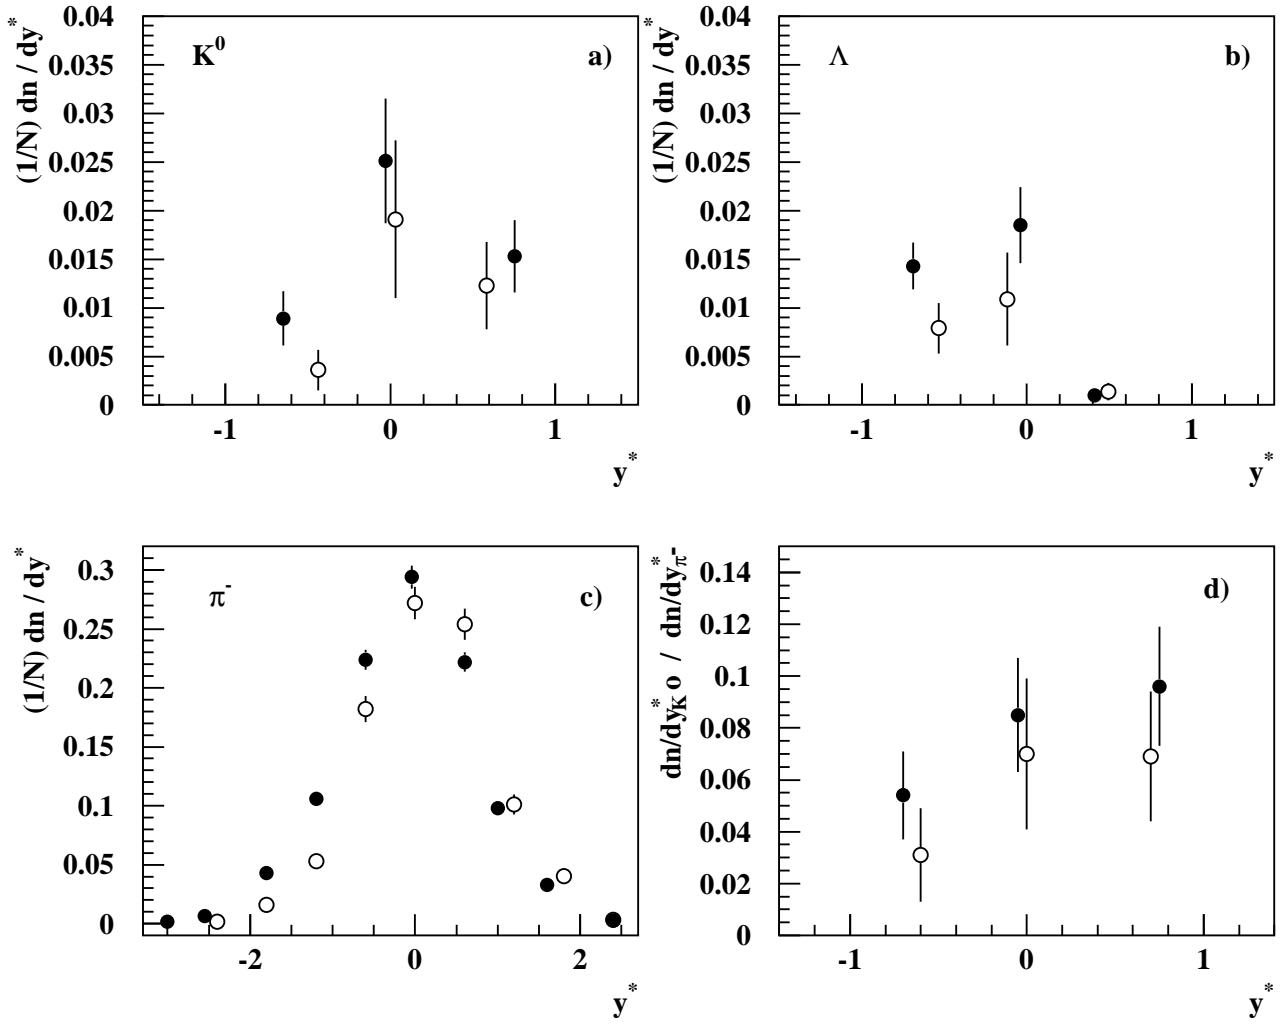 (1/N) dn / dy*
0.04
0.035
0.03
0.025
0.02
0.015
0.01
0.005
0
K0
a)
-1 0 1
y*
(1/N) dn / dy*
0.04
0.035
0.03
0.025
0.02
0.015
0.01
0.005
0
Λ
b)
-1 0 1
y*
(1/N) dn / dy*
0.3
0.25
0.2
0.15
0.1
0.05
0
π-
c)
-2 0 2
y*
dn/dy*K o / dn/dy*π-
0.14
0.12
0.1
0.08
0.06
0.04
0.02
0
d)
-1 0 1
y*